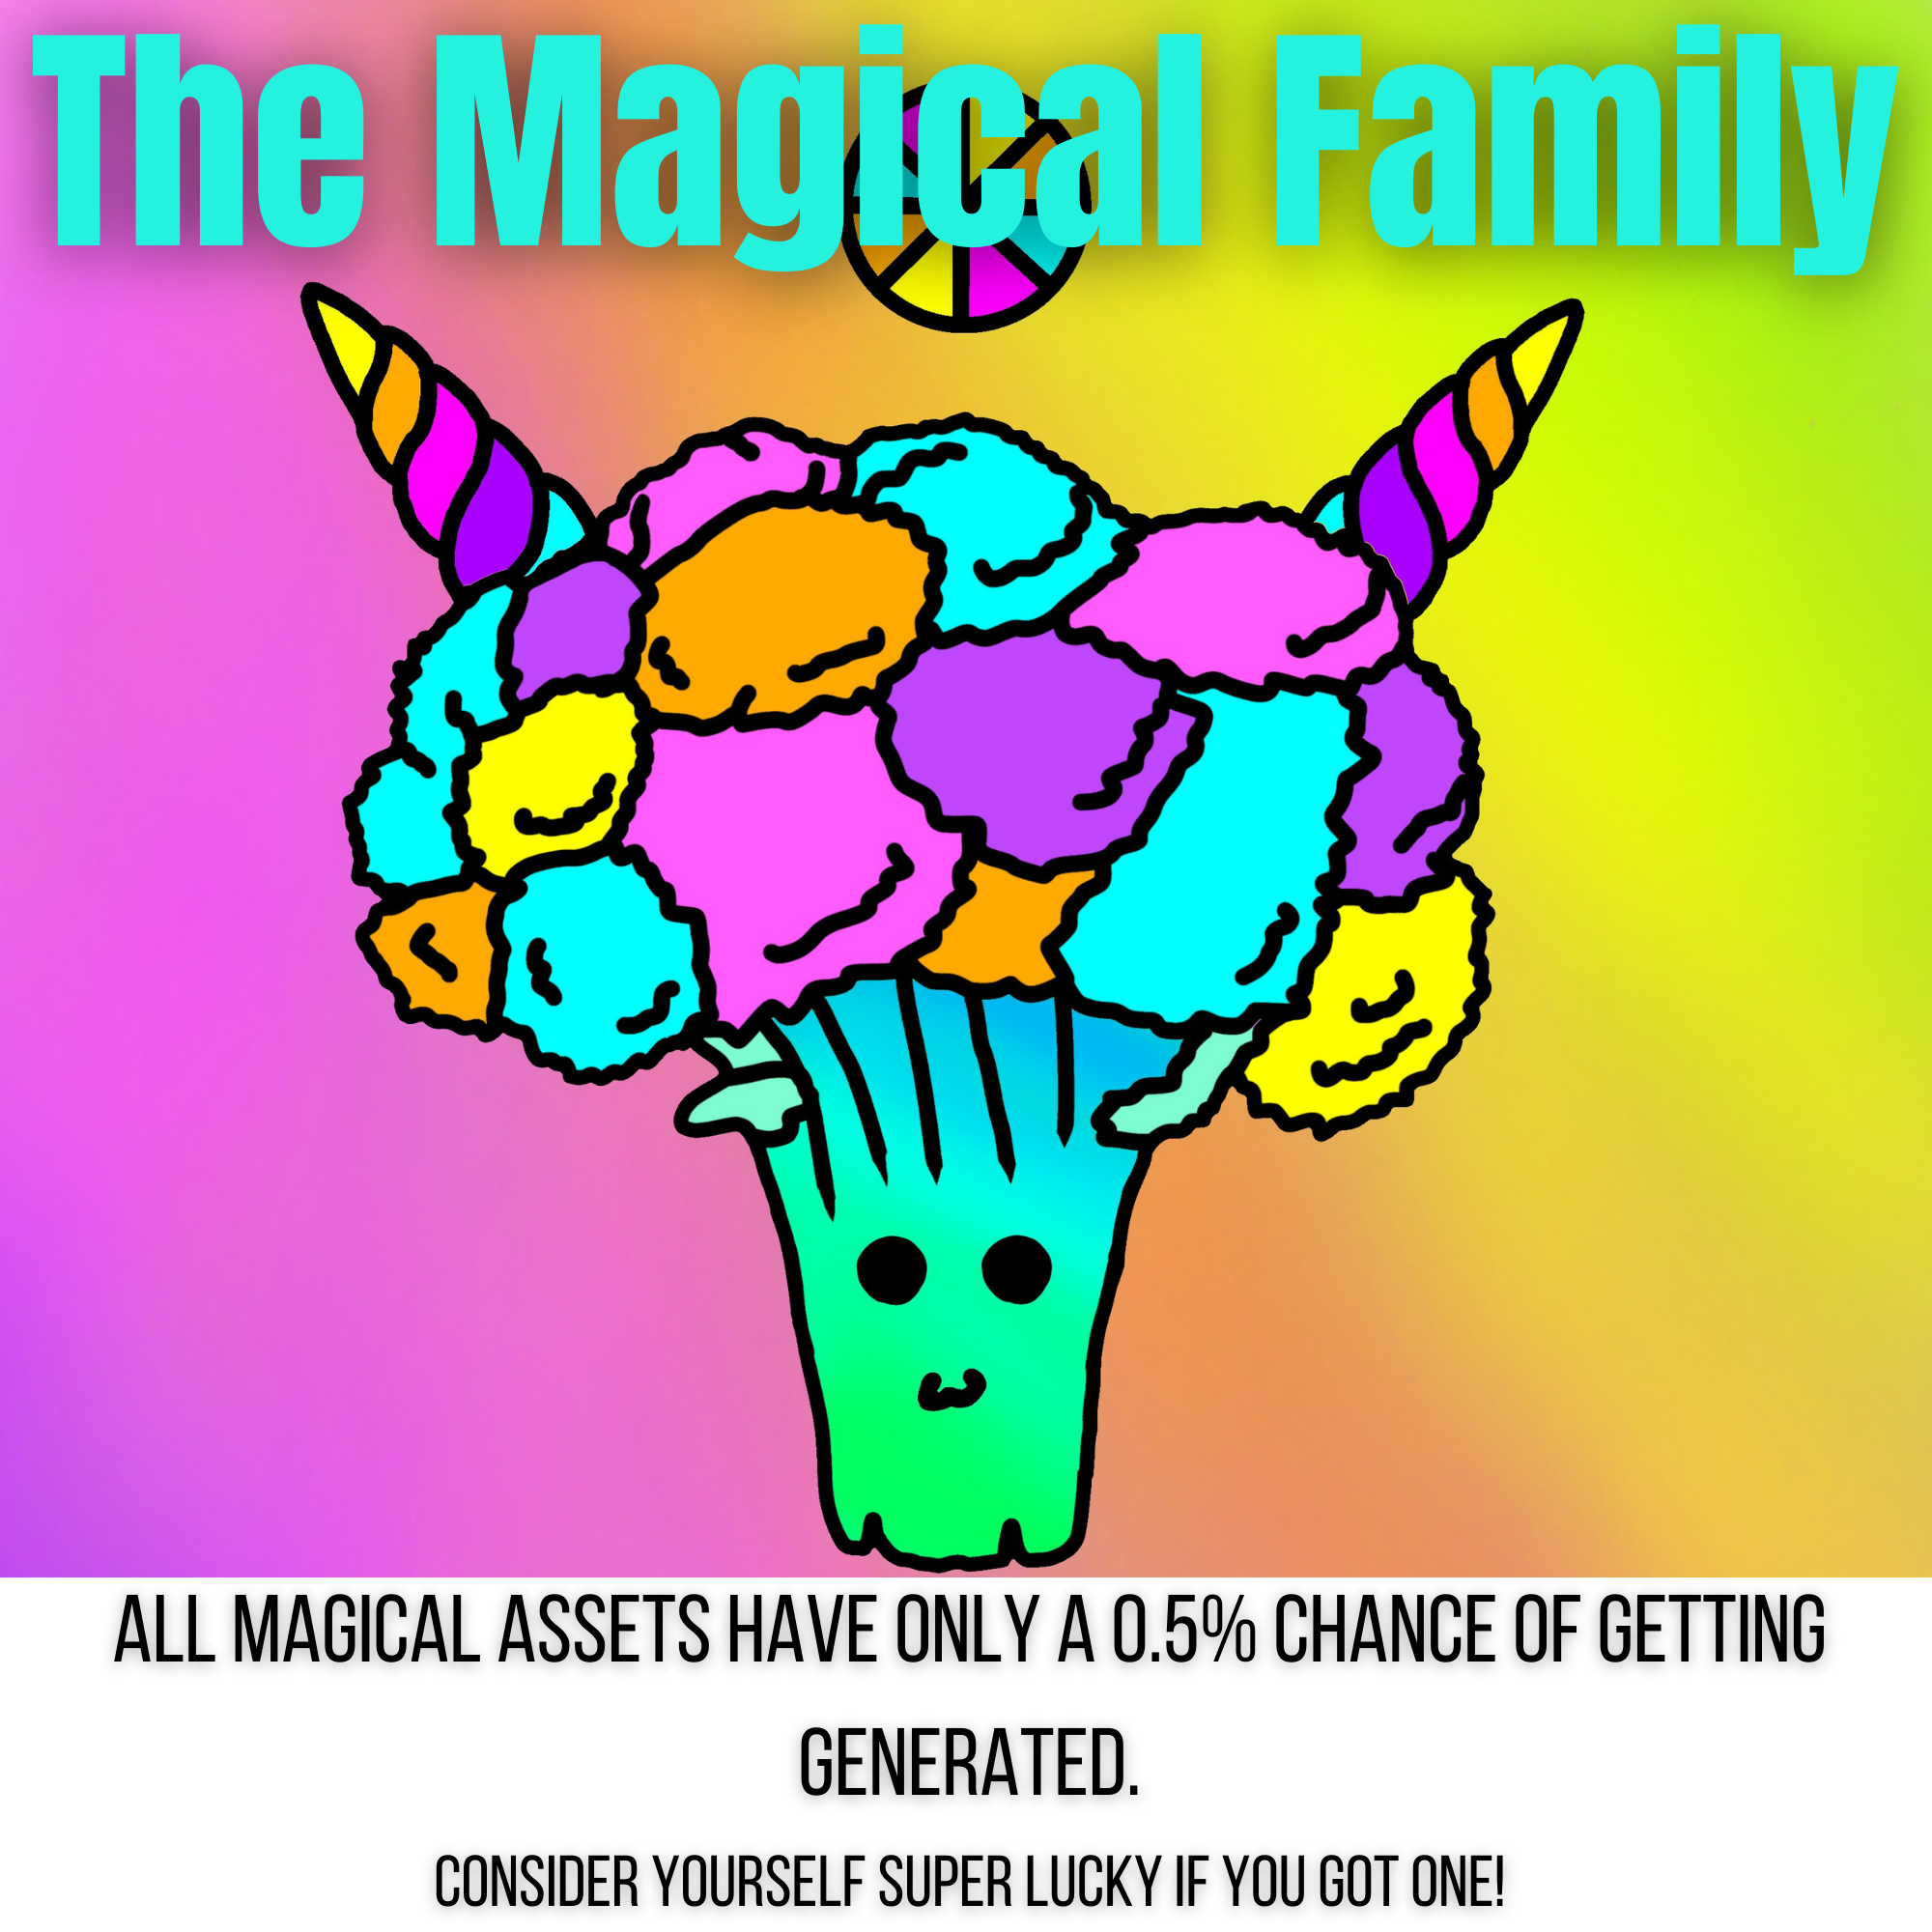 The Magical Family
ALL MAGICAL ASSETS HAVE ONLY A 0.5% CHANCE OF GETTING
GENERATED.
CONSIDER YOURSELF SUPER LUCKY IF YOU GOT ONE!